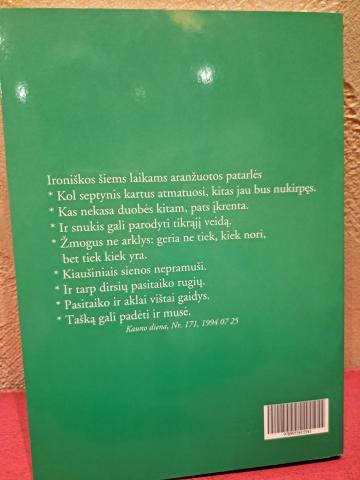 Ironiškos šiems laikams aranžuotos patarlės
* Kol septynis kartus atmatuosi, kitas jau bus nukirpęs.
* Kas nekasa duobės kitam, pats įkrenta.
* Ir snukis gali parodyti tikrąjį veidą.
* Žmogus ne arklys: geria ne tiek, kiek nori,
bet tiek kiek yra.
* Kiaušiniais sienos nepramuši.
* Ir tarp dirsių pasitaiko rugių.
* Pasitaiko ir aklai vištai gaidys.
* Tašką gali padėti ir musė.
Kauno diena, Nr. 171, 1994 07 25